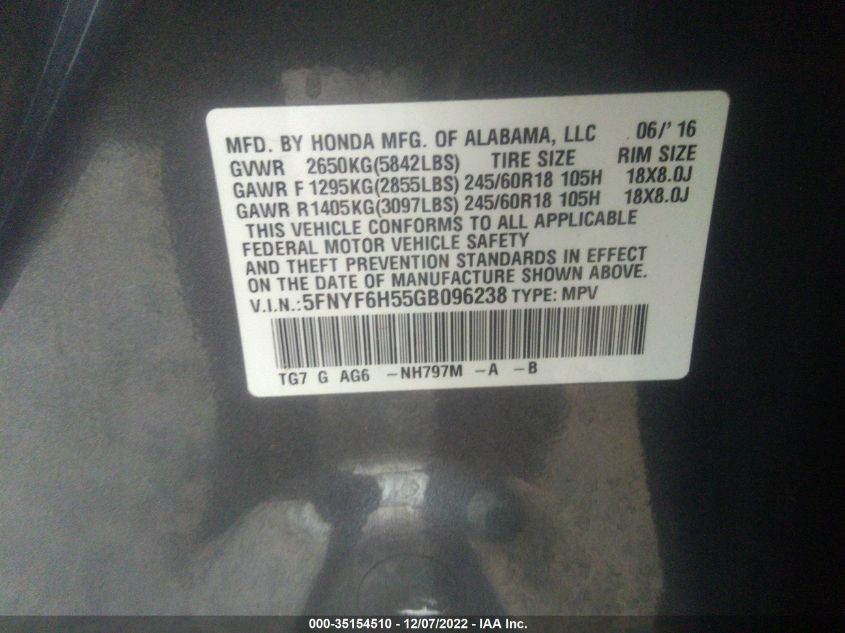 MFD. BY HONDA MFG. OF ALABAMA, LLC 06/' 16
GVWR 2650KG(5842LBS) TIRE SIZE RIM SIZE
GAWR F 1295KG(2855LBS) 245/60R18 105H 18X8.0J
GAWR R1405KG(3097LBS) 245/60R18 105H 18X8.0J
THIS VEHICLE CONFORMS TO ALL APPLICABLE
FEDERAL MOTOR VEHICLE SAFETY
AND THEFT PREVENTION STANDARDS IN EFFECT
ON THE DATE OF MANUFACTURE SHOWN ABOVE.
V.I.N.: 5FNYF6H55GB096238 TYPE: MPV
TG7 G AG6 -NH797M -A -B
000-35154510 - 12/07/2022 - IAA Inc.